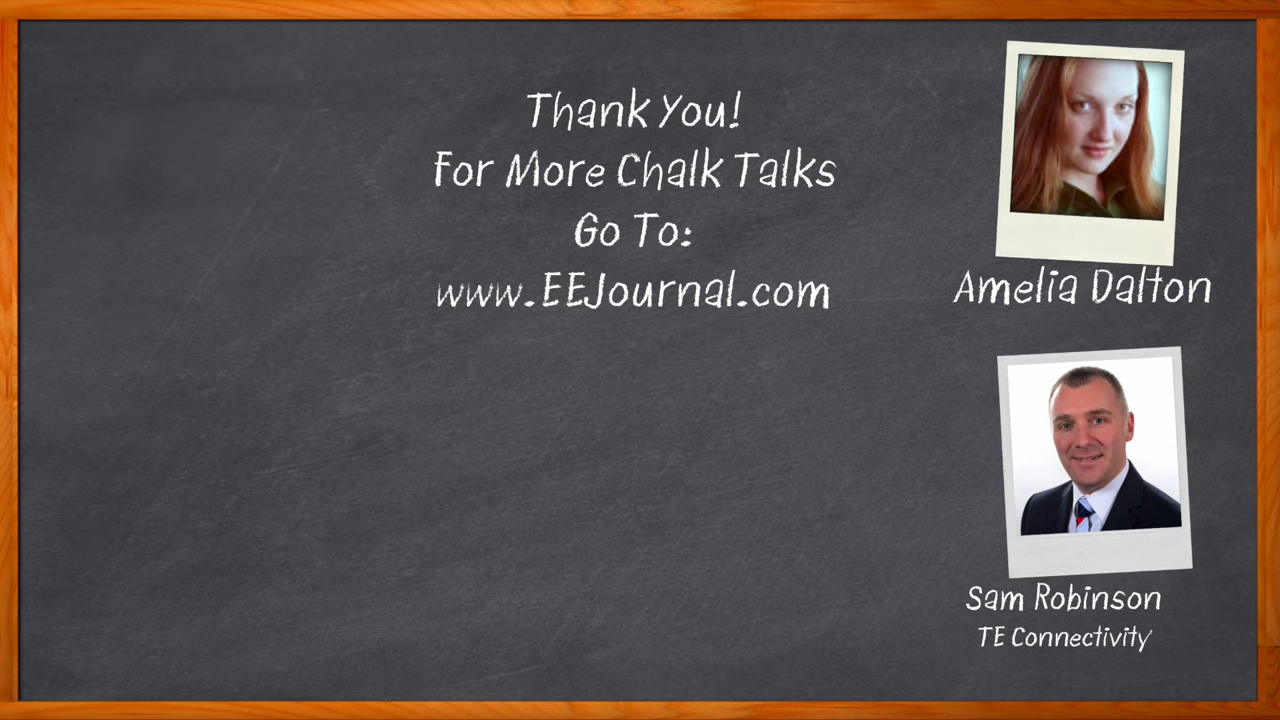 Thank You!
For More Chalk Talks
Go To:
www.EEJournal.com
Amelia Dalton
Sam Robinson
TE Connectivity